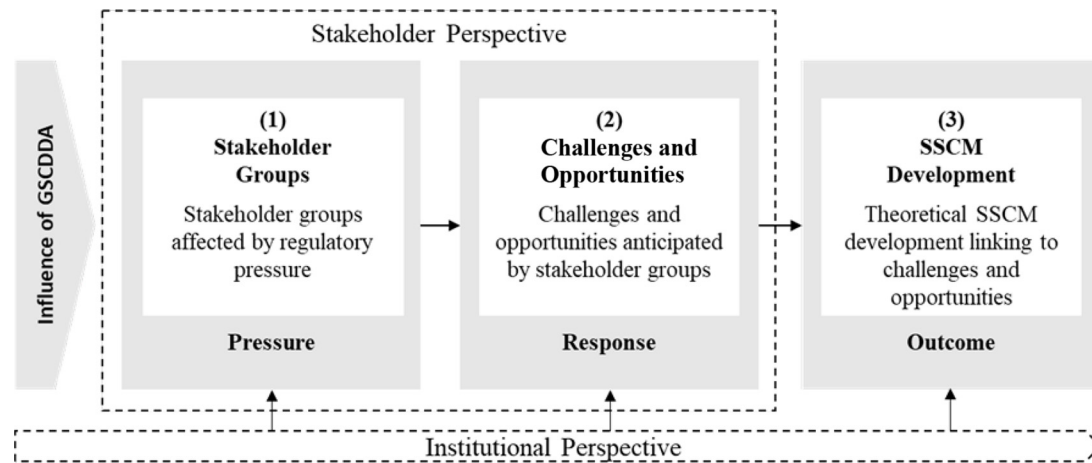 Stakeholder Perspective
Influence of GSCDDA
(1)
Stakeholder
Groups
Stakeholder groups
affected by regulatory
pressure
Pressure
(2)
Challenges and
Opportunities
Challenges and
opportunities anticipated
by stakeholder groups
Response
(3)
SSCM
Development
Theoretical SSCM
development linking to
challenges and
opportunities
Outcome
Institutional Perspective